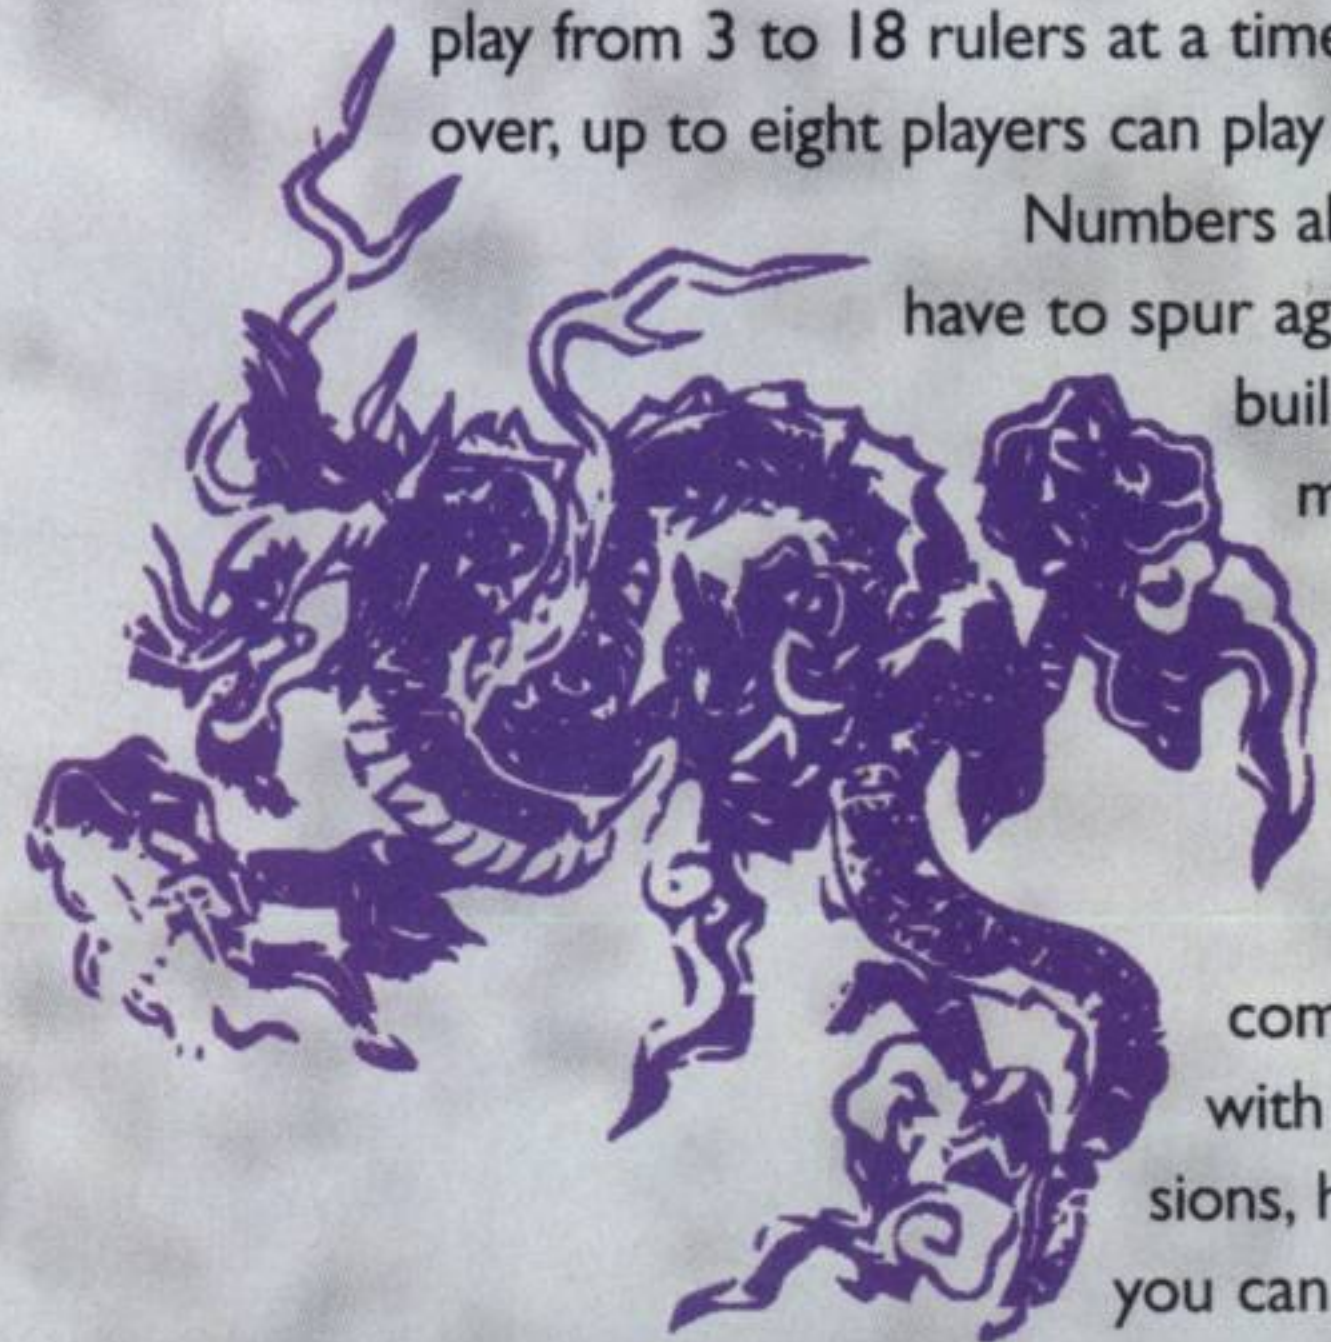 play from 3 to 18 rulers at a time
over, up to eight players can play
Numbers al
have to spur ag
buil
m
com
with
sions, h
you can